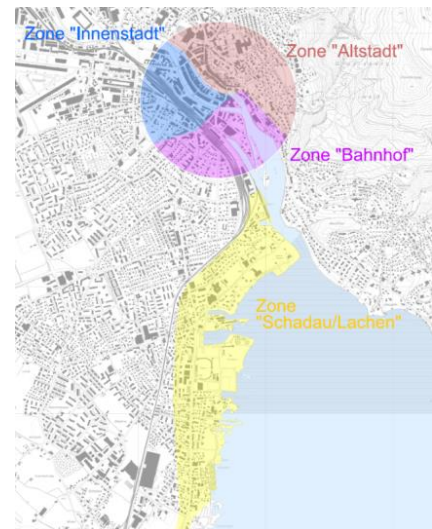 Zone "Innenstadt"
Zone "Altstadt"
Zone "Bahnhof"
Zone
"Schadau/Lachen"